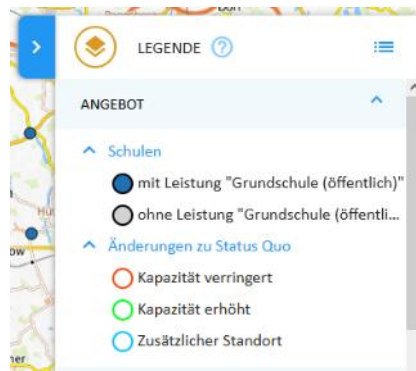 LEGENDE ?
ANGEBOT
Schulen
mit Leistung "Grundschule (öffentlich)"
ohne Leistung "Grundschule (öffentli...
Änderungen zu Status Quo
Kapazität verringert
Kapazität erhöht
Zusätzlicher Standort